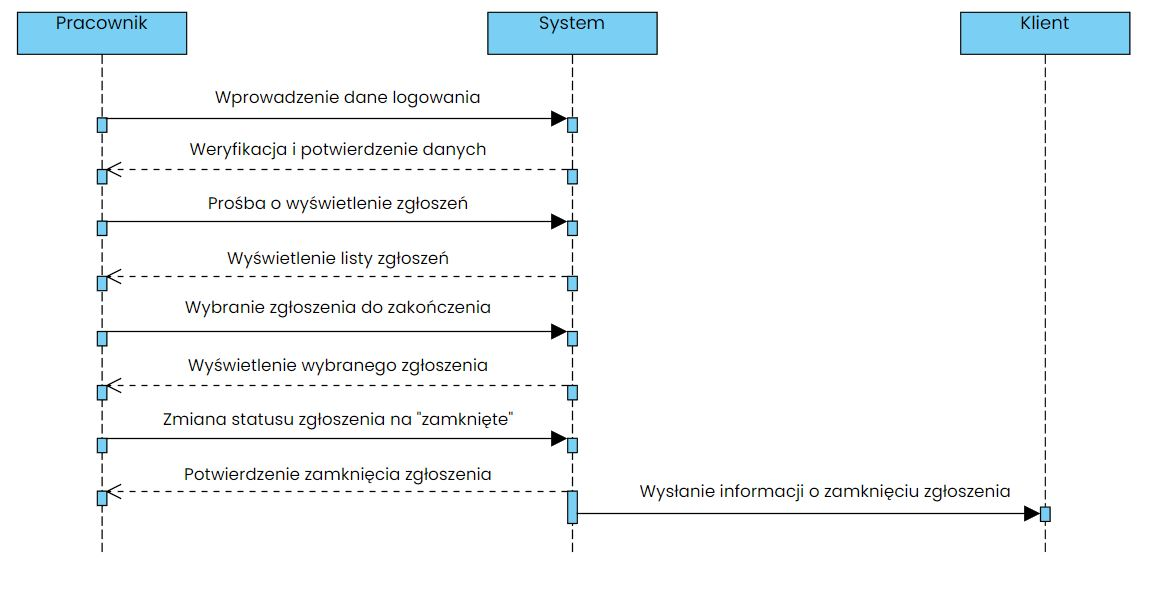 Pracownik
System
Klient
Wprowadzenie dane logowania
Weryfikacja i potwierdzenie danych
Prośba o wyświetlenie zgłoszeń
Wyświetlenie listy zgłoszeń
Wybranie zgłoszenia do zakończenia
Wyświetlenie wybranego zgłoszenia
Zmiana statusu zgłoszenia na "zamknięte"
Potwierdzenie zamknięcia zgłoszenia
Wysłanie informacji o zamknięciu zgłoszenia